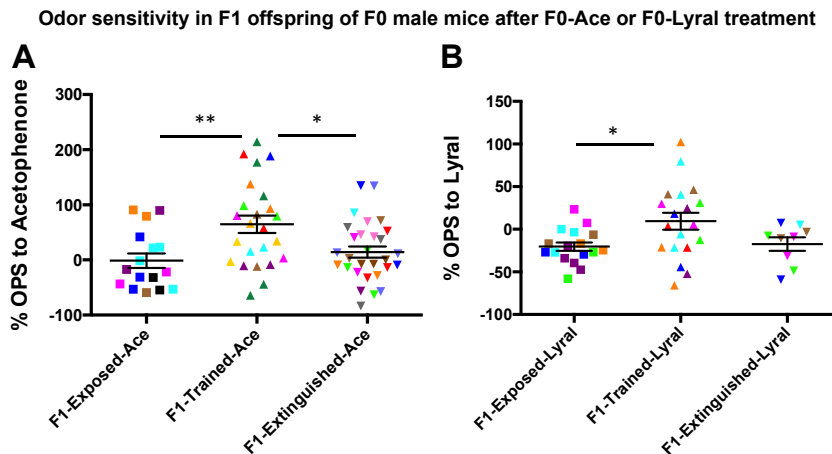 Odor sensitivity in F1 offspring of F0 male mice after F0-Ace or F0-Lyral treatment
A
% OPS to Acetophenone
300
200
100
0
-100
**
*
F1-Exposed-Ace
F1-Trained-Ace
F1-Extinguished-Ace
B
% OPS to Lyral
150
100
50
0
-50
-100
*
F1-Exposed-Lyral
F1-Trained-Lyral
F1-Extinguished-Lyral